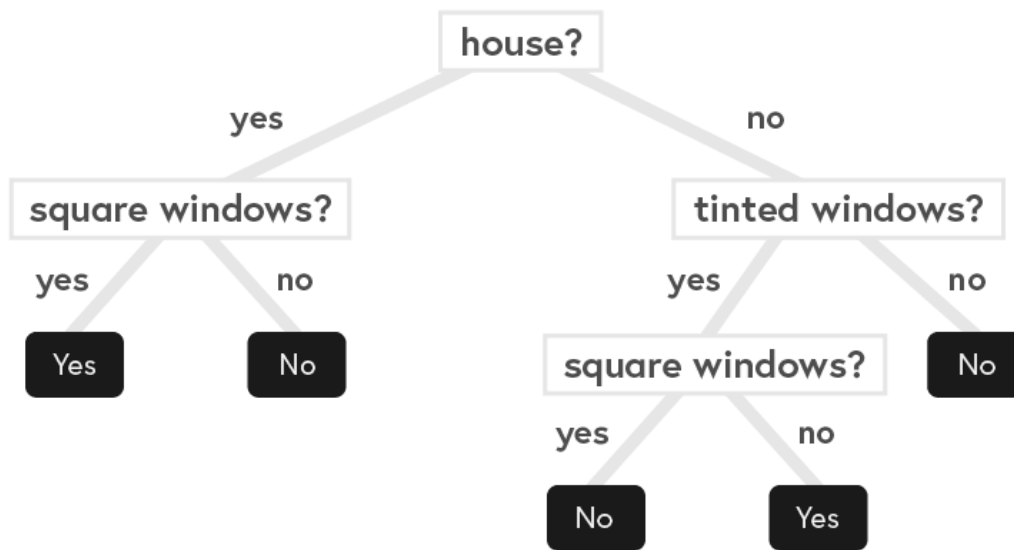 house?
yes
no
square windows?
tinted windows?
yes
no
yes
no
Yes
No
square windows?
No
yes
no
No
Yes